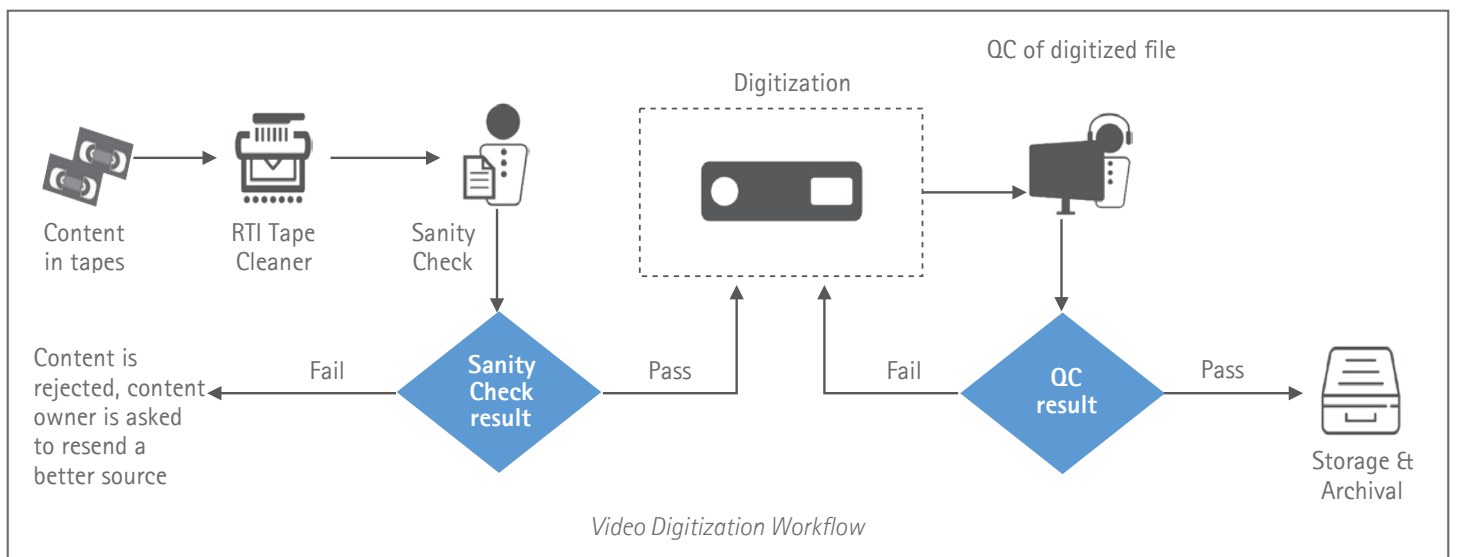 QC of digitized file
Digitization
Content
in tapes
RTI Tape
Cleaner
Sanity
Check
Content is
rejected, content
owner is asked
to resend a
better source
Fail
Sanity
Check
result
Pass
Fail
QC
result
Pass
Storage &
Archival
Video Digitization Workflow